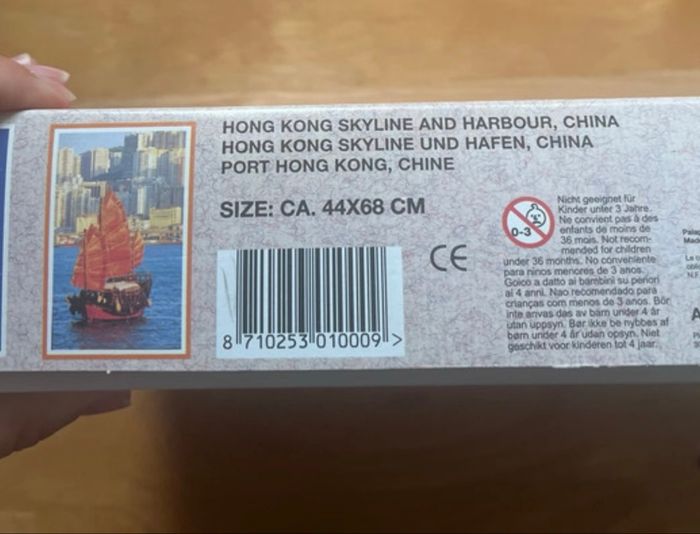 HONG KONG SKYLINE AND HARBOUR, CHINA
HONG KONG SKYLINE UND HAFEN, CHINA
PORT HONG KONG, CHINE
SIZE: CA. 44X68 CM
8 710253 010009 >
CE
0-3
Nicht geeignet für
Kinder unter 3 Jahre.
Ne convient pas à des
enfants de moins de
36 mois. Not recom-
mended for children
under 36 months. No conveniente
para ninos menores de 3 anos.
Goico a datto ai bambini su periori
ai 4 anni. Nao recomendado para
crianças com menos de 3 anos. Bör
inte anvas das av barn under 4 år
utan uppsyn. Bør ikke be nybbes af
børn under 4 år udan opsyn. Niet
geschikt voor kinderen tot 4 jaar.